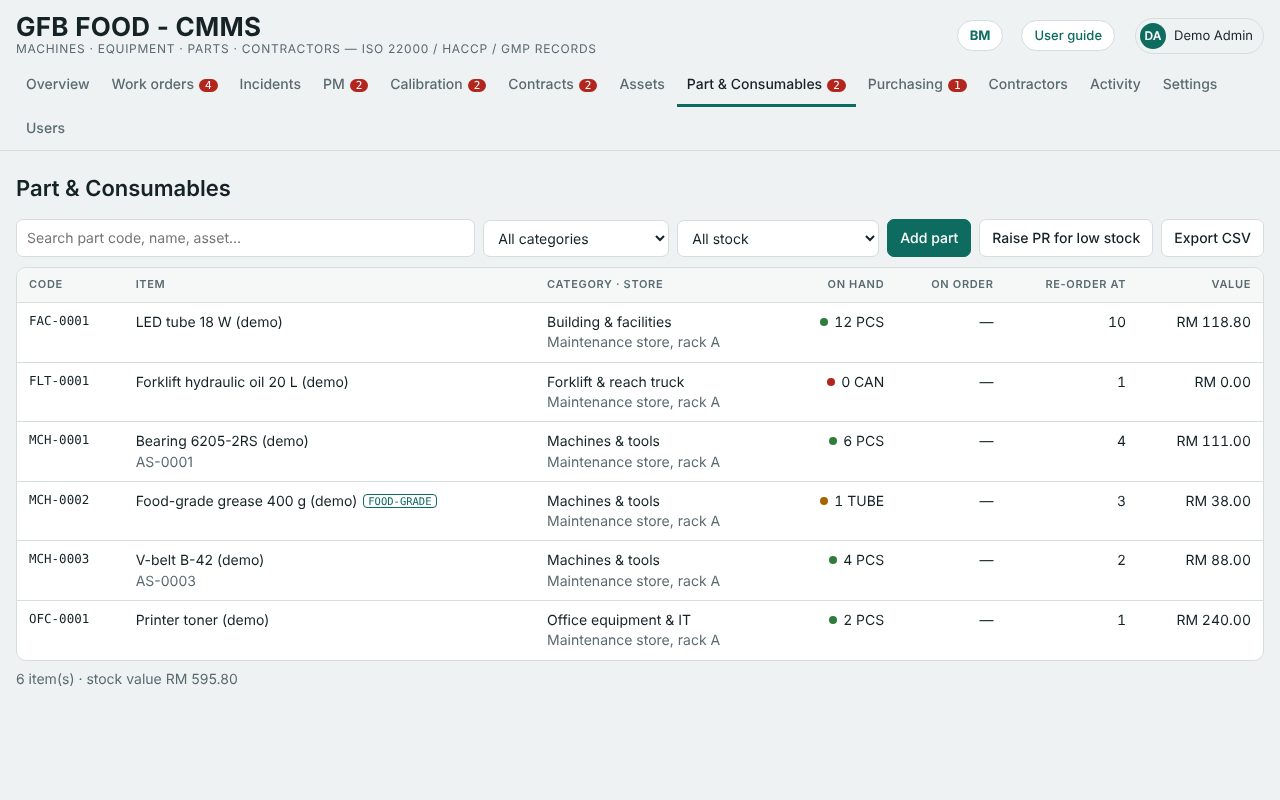 GFB FOOD - CMMS
MACHINES · EQUIPMENT · PARTS · CONTRACTORS — ISO 22000 / HACCP / GMP RECORDS
BM
User guide
DA Demo Admin
Overview Work orders 4 Incidents PM 2 Calibration 2 Contracts 2 Assets Part & Consumables 2 Purchasing 1 Contractors Activity Settings
Users
Part & Consumables
Search part code, name, asset... All categories All stock Add part Raise PR for low stock Export CSV
CODE ITEM CATEGORY · STORE ON HAND ON ORDER RE-ORDER AT VALUE
FAC-0001 LED tube 18 W (demo) Building & facilities 12 PCS — 10 RM 118.80
Maintenance store, rack A
FLT-0001 Forklift hydraulic oil 20 L (demo) Forklift & reach truck 0 CAN — 1 RM 0.00
Maintenance store, rack A
MCH-0001 Bearing 6205-2RS (demo) Machines & tools 6 PCS — 4 RM 111.00
AS-0001 Maintenance store, rack A
MCH-0002 Food-grade grease 400 g (demo) FOOD-GRADE Machines & tools 1 TUBE — 3 RM 38.00
Maintenance store, rack A
MCH-0003 V-belt B-42 (demo) Machines & tools 4 PCS — 2 RM 88.00
AS-0003 Maintenance store, rack A
OFC-0001 Printer toner (demo) Office equipment & IT 2 PCS — 1 RM 240.00
Maintenance store, rack A
6 item(s) · stock value RM 595.80